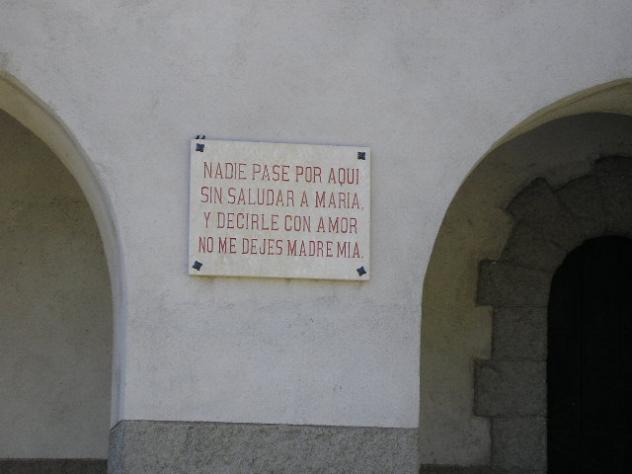 NADIE PASE POR AQUI
SIN SALUDAR A MARIA,
Y DECIRLE CON AMOR
NO ME DEJES MADRE MIA.